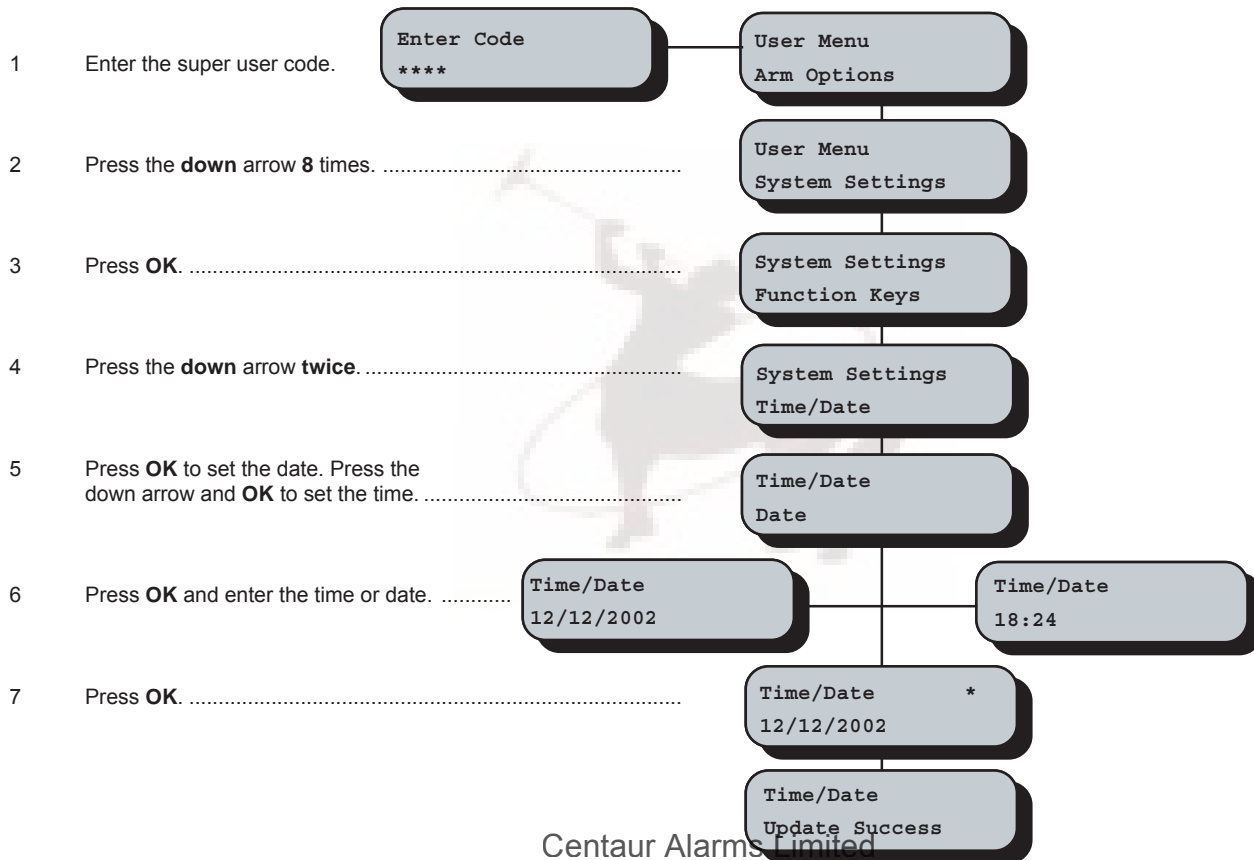 Enter Code
****
User Menu
Arm Options
1 Enter the super user code.
2 Press the down arrow 8 times. ....................................................
User Menu
System Settings
3 Press OK. ......................................................................................
System Settings
Function Keys
4 Press the down arrow twice. .......................................................
System Settings
Time/Date
5 Press OK to set the date. Press the
down arrow and OK to set the time. .............................................
Time/Date
Date
6 Press OK and enter the time or date. ............
Time/Date
12/12/2002
Time/Date
18:24
7 Press OK. ......................................................................................
Time/Date *
12/12/2002
Time/Date
Update Success
Centaur Alarms Limited